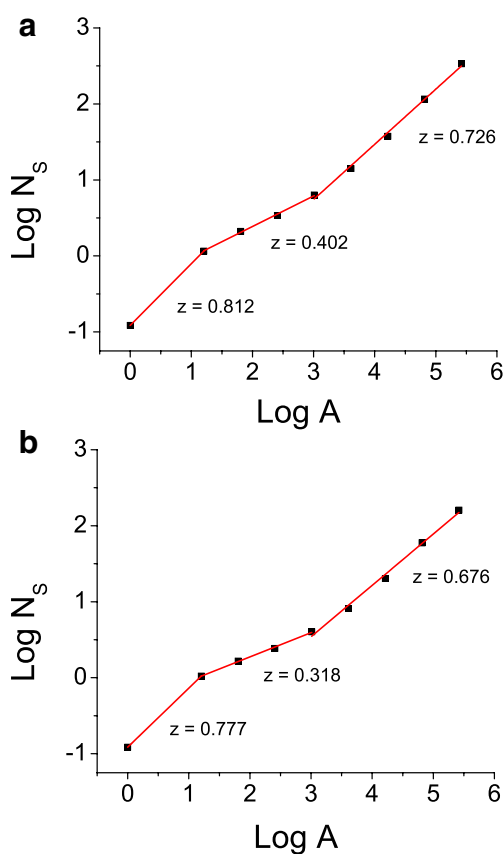 a
3
2
1
0
-1
Log N_S
z = 0.726
z = 0.402
z = 0.812
0 1 2 3 4 5 6
Log A
b
3
2
1
0
-1
Log N_S
z = 0.676
z = 0.318
z = 0.777
0 1 2 3 4 5 6
Log A